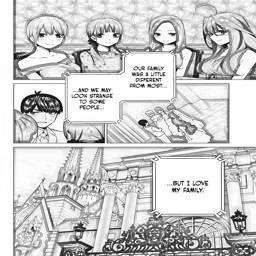 OUR FAMILY
WAS A LITTLE
DIFFERENT
FROM MOST...
...AND WE MAY
LOOK STRANGE
TO SOME
PEOPLE...
...BUT I LOVE
MY FAMILY.